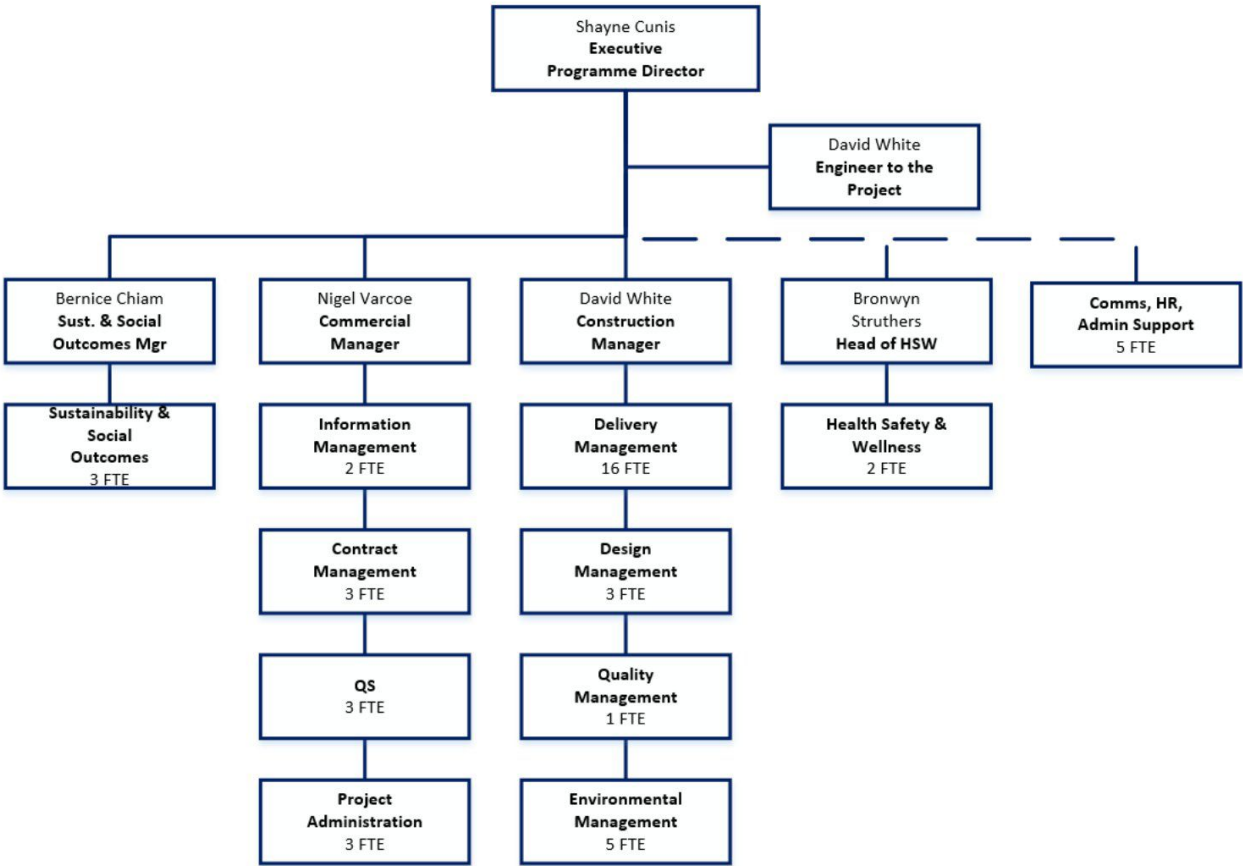 Shayne Cunis
Executive
Programme Director
David White
Engineer to the
Project
Bernice Chiam
Sust. & Social
Outcomes Mgr
Nigel Varcoe
Commercial
Manager
David White
Construction
Manager
Bronwyn
Struthers
Head of HSW
Comms, HR,
Admin Support
5 FTE
Sustainability &
Social
Outcomes
3 FTE
Information
Management
2 FTE
Delivery
Management
16 FTE
Health Safety &
Wellness
2 FTE
Contract
Management
3 FTE
Design
Management
3 FTE
QS
3 FTE
Quality
Management
1 FTE
Project
Administration
3 FTE
Environmental
Management
5 FTE